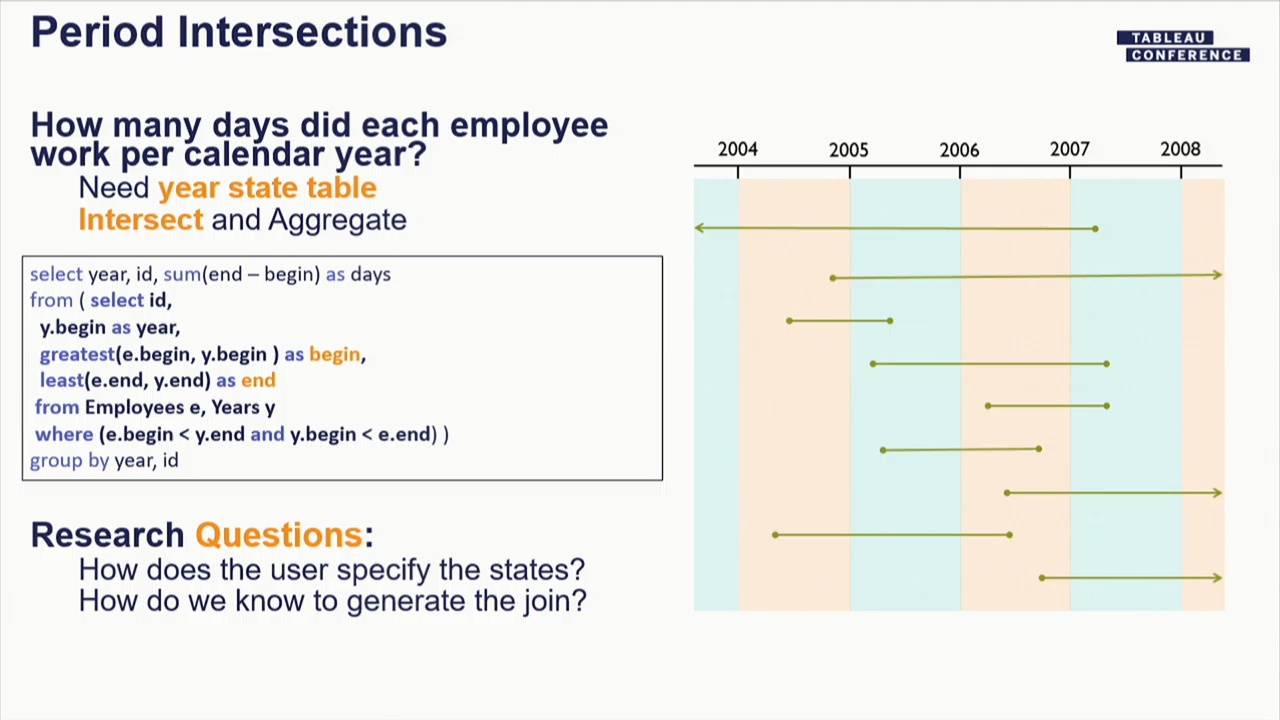 Period Intersections
TABLEAU
CONFERENCE
How many days did each employee
work per calendar year?
Need year state table
Intersect and Aggregate
select year, id, sum(end – begin) as days
from ( select id,
y.begin as year,
greatest(e.begin, y.begin ) as begin,
least(e.end, y.end) as end
from Employees e, Years y
where (e.begin < y.end and y.begin < e.end) )
group by year, id
Research Questions:
How does the user specify the states?
How do we know to generate the join?
2004 2005 2006 2007 2008